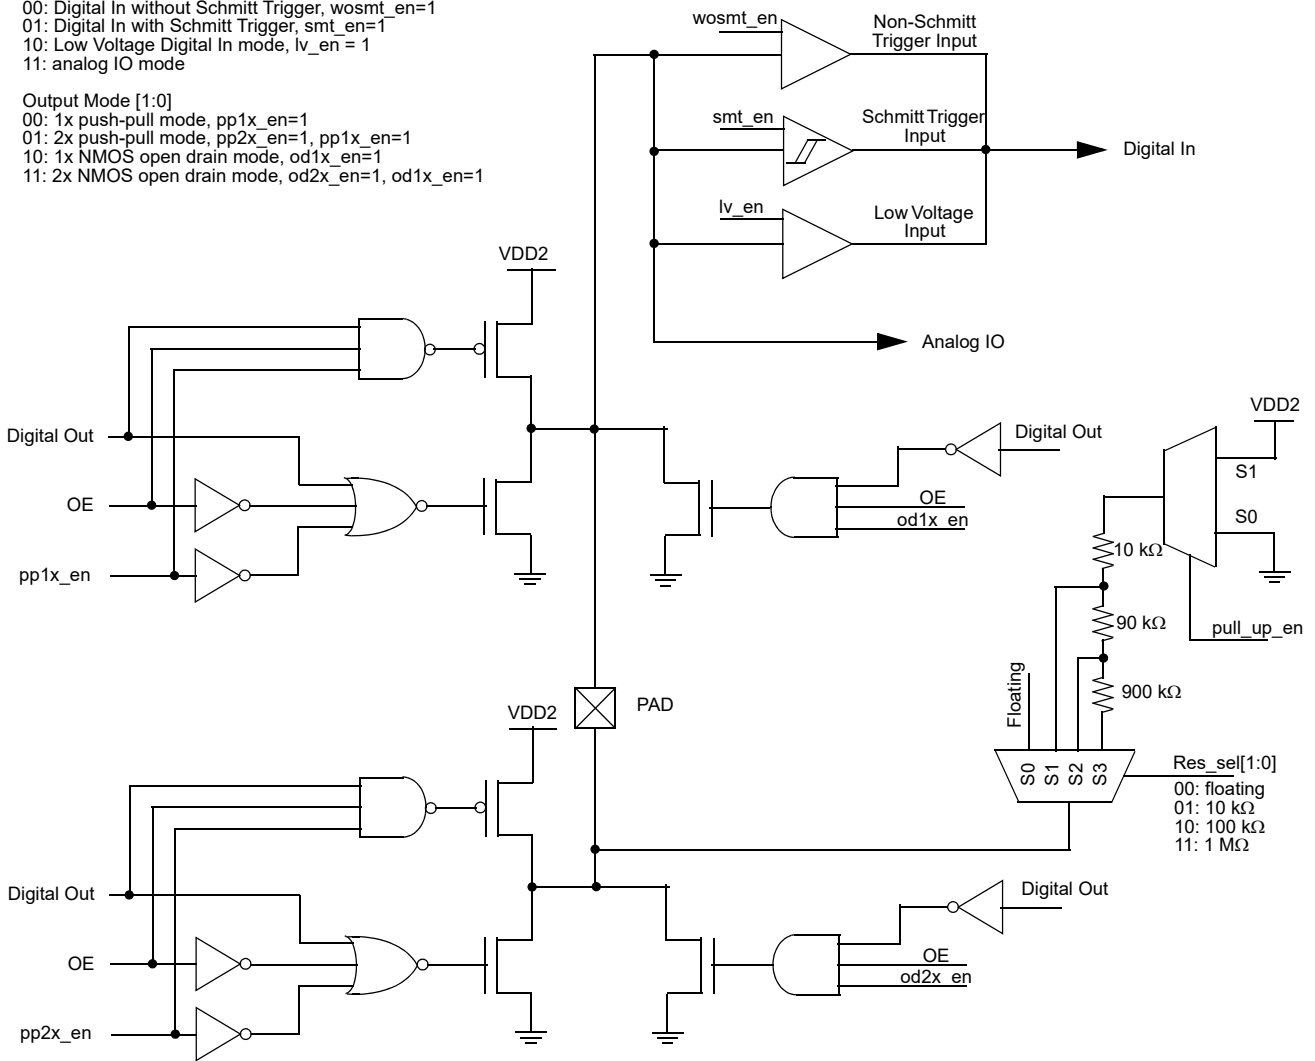 00: Digital In without Schmitt Trigger, wosmt_en=1
01: Digital In with Schmitt Trigger, smt_en=1
10: Low Voltage Digital In mode, lv_en = 1
11: analog IO mode
Output Mode [1:0]
00: 1x push-pull mode, pp1x_en=1
01: 2x push-pull mode, pp2x_en=1, pp1x_en=1
10: 1x NMOS open drain mode, od1x_en=1
11: 2x NMOS open drain mode, od2x_en=1, od1x_en=1
wosmt_en
Non-Schmitt
Trigger Input
smt_en
Schmitt Trigger
Input
Digital In
lv_en
Low Voltage
Input
Analog IO
VDD2
Digital Out
OE
pp1x_en
Digital Out
OE
od1x_en
VDD2
S1
S0
10 kΩ
90 kΩ
pull_up_en
900 kΩ
Floating
S0
S1
S2
S3
Res_sel[1:0]
00: floating
01: 10 kΩ
10: 100 kΩ
11: 1 MΩ
PAD
VDD2
Digital Out
OE
pp2x_en
Digital Out
OE
od2x_en